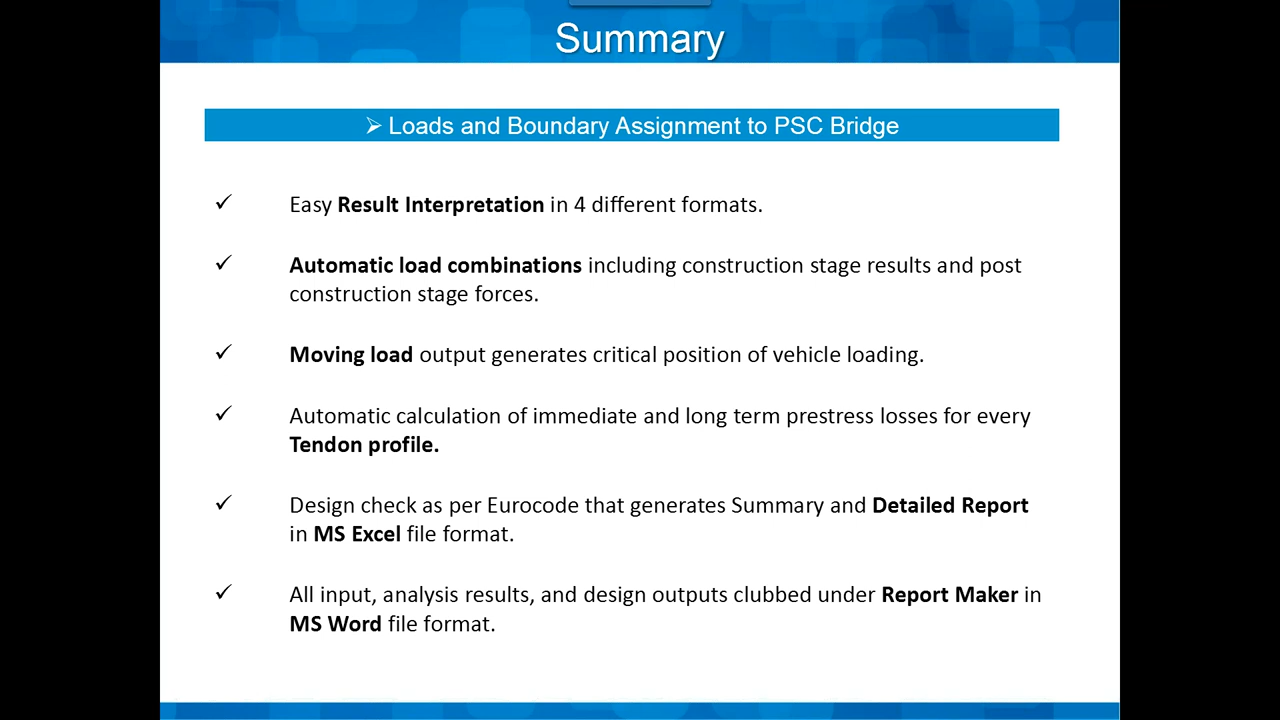 Summary
➢ Loads and Boundary Assignment to PSC Bridge
✓ Easy Result Interpretation in 4 different formats.
✓ Automatic load combinations including construction stage results and post
construction stage forces.
✓ Moving load output generates critical position of vehicle loading.
✓ Automatic calculation of immediate and long term prestress losses for every
Tendon profile.
✓ Design check as per Eurocode that generates Summary and Detailed Report
in MS Excel file format.
✓ All input, analysis results, and design outputs clubbed under Report Maker in
MS Word file format.